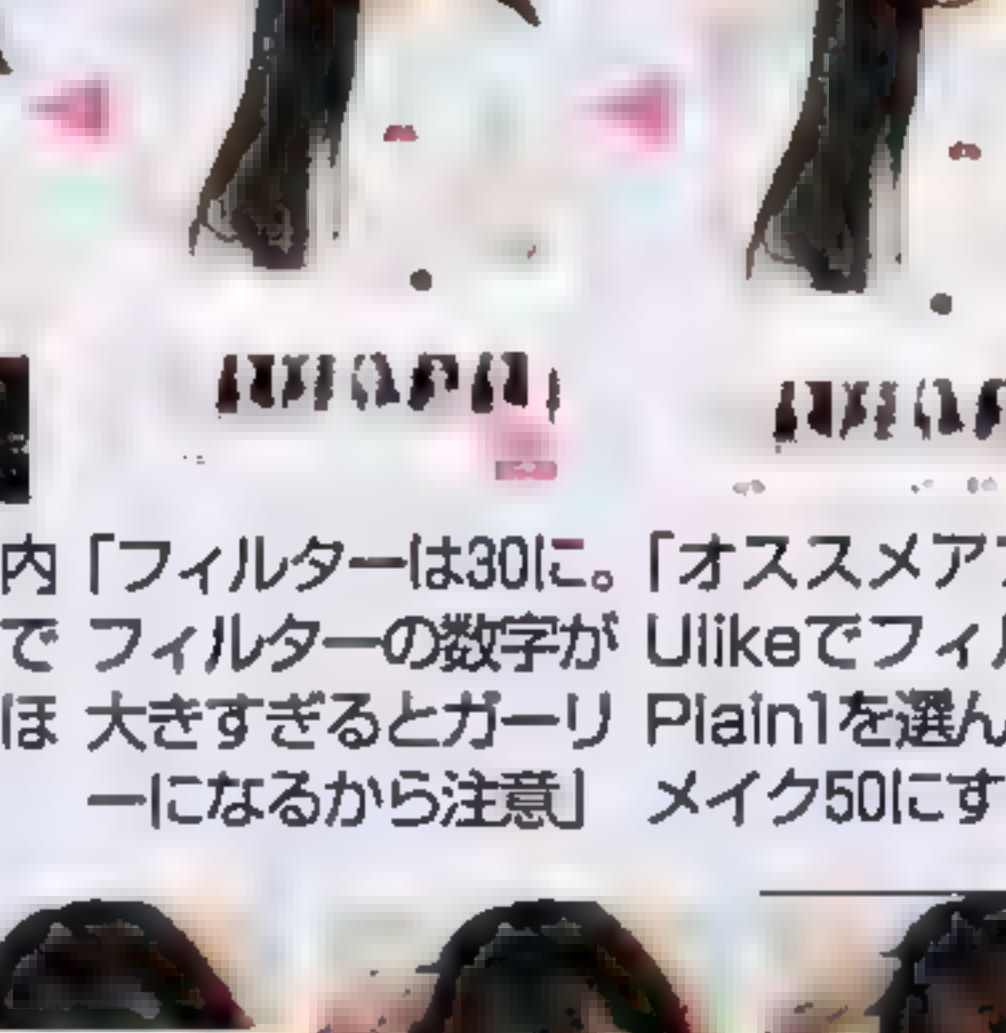 内
で
ほ
「フィルターは30に。
フィルターの数字が
大きすぎるとガーリ
ーになるから注意」
「オススメア
Ulikeでフィル
Plain1を選ん
メイク50にす